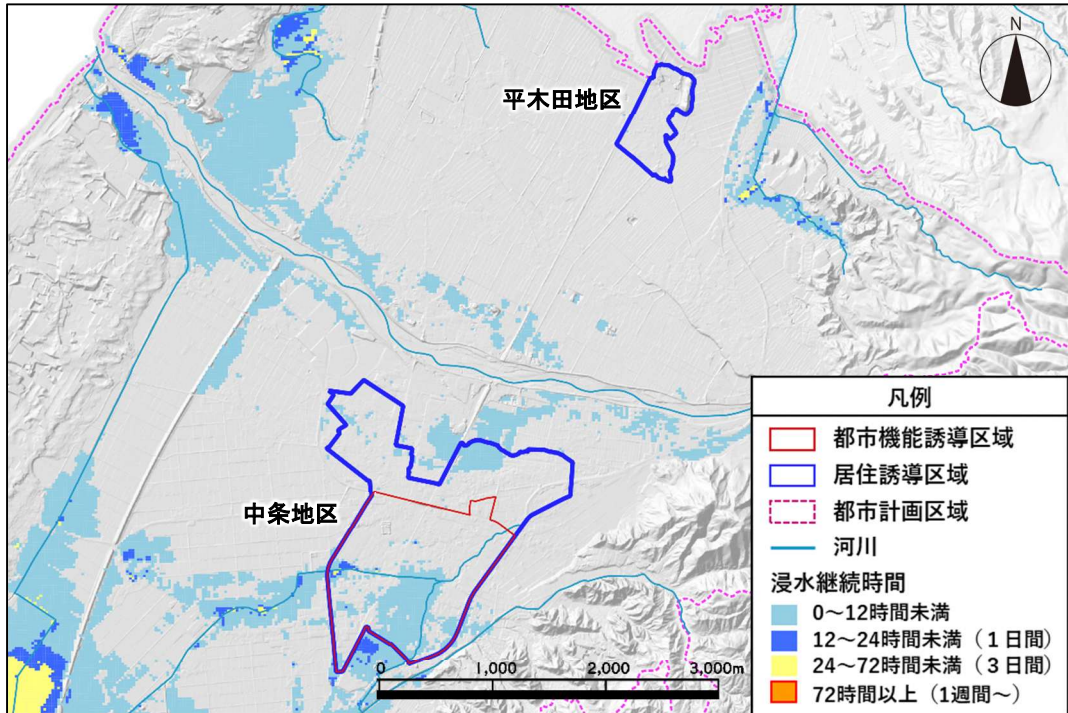 N
平木田地区
中条地区
凡例
都市機能誘導区域
居住誘導区域
都市計画区域
河川
浸水継続時間
0～12時間未満
12～24時間未満（１日間）
24～72時間未満（３日間）
72時間以上（1週間～）
0 1,000 2,000 3,000m